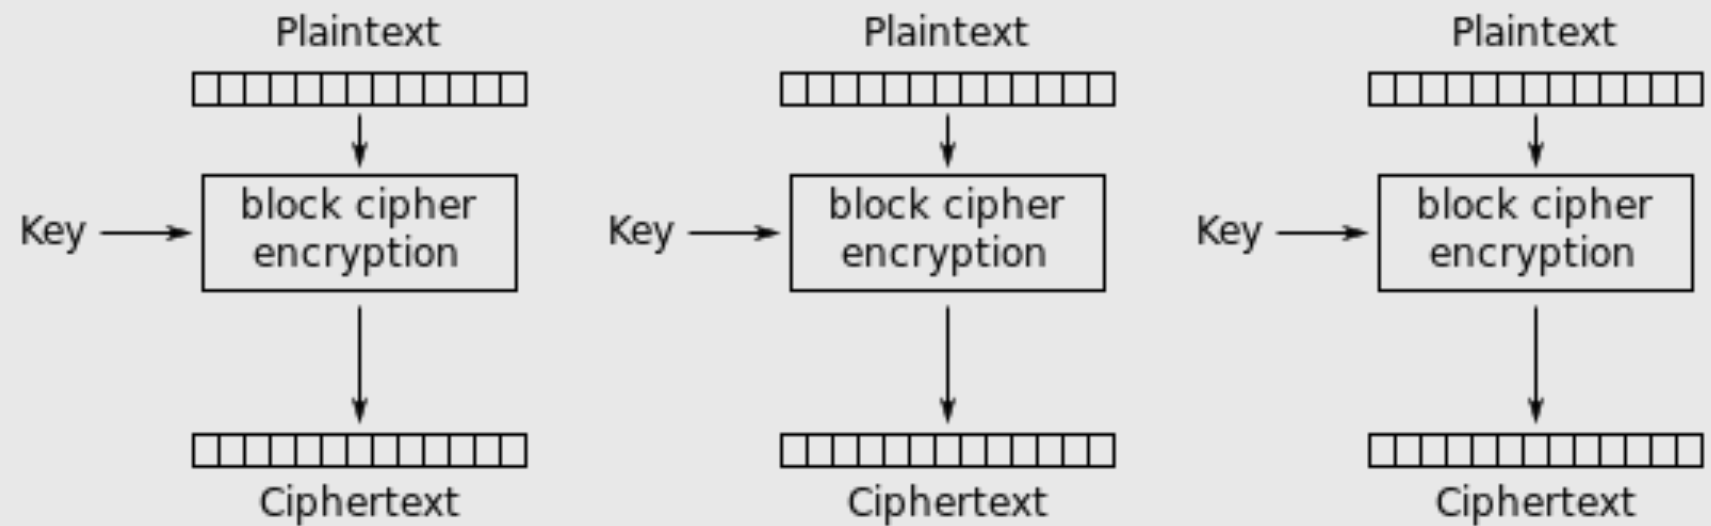 Plaintext
Plaintext
Plaintext
Key
block cipher
encryption
Key
block cipher
encryption
Key
block cipher
encryption
Ciphertext
Ciphertext
Ciphertext